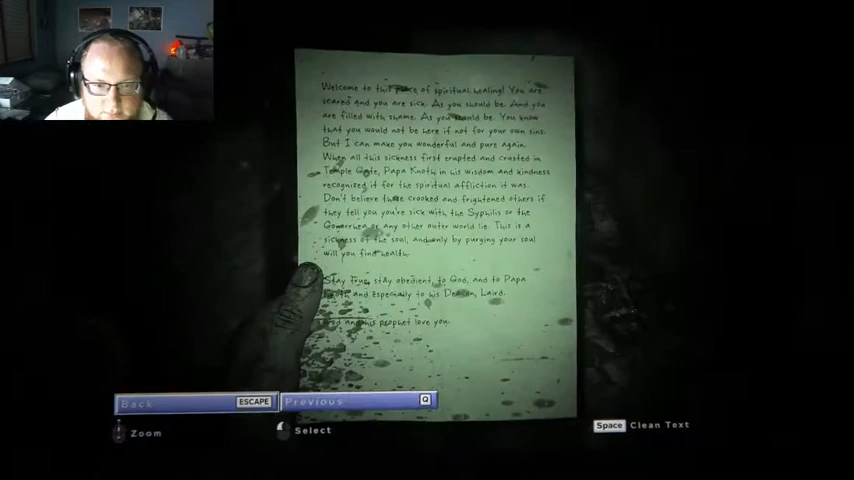 Welcome to this place of spiritual healing! You are
scared and you are sick. As you should be. And you
are filled with shame. As you should be. You know
that you would not be here if not for your own sins.
But I can make you wonderful and pure again.
When all this sickness first erupted and crusted in
Temple Gate, Papa Knoth in his wisdom and kindness
recognized it for the spiritual affliction it was.
Don't believe those crooked and frightened others if
they tell you you're sick with the Syphilis or the
Gonorrhea or any other outer world lie. This is a
sickness of the soul, and only by purging your soul
will you find health.
Stay True, stay obedient, to God, and to Papa
Knoth and Especially to his Deacon, Laird.
God and his prophet love you.
Back ESCAPE Previous Q
Zoom Select Space Clean Text